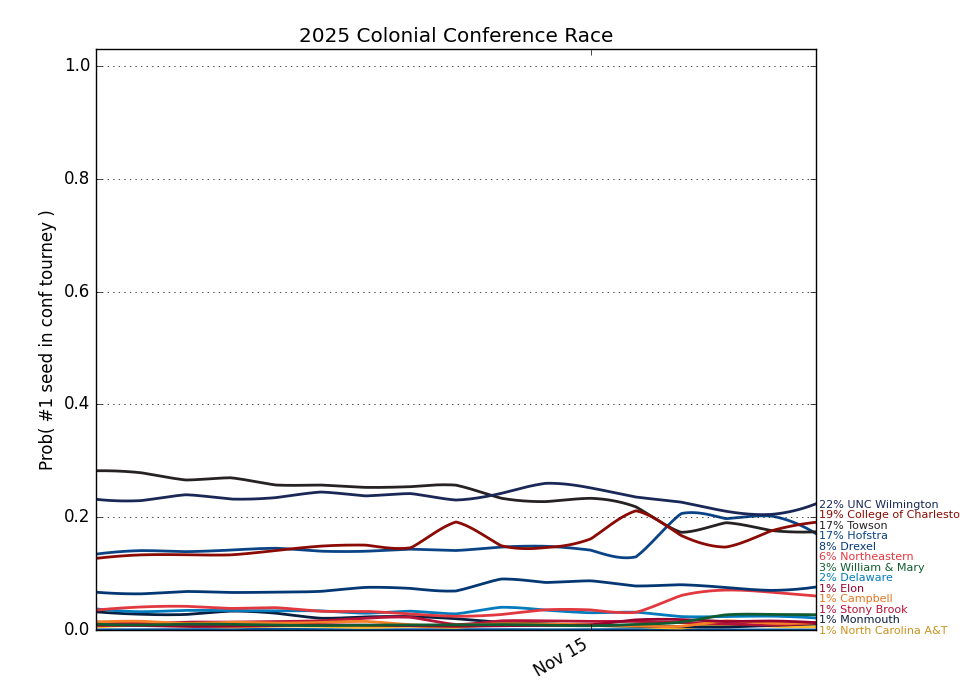 2025 Colonial Conference Race
Prob( #1 seed in conf tourney )
1.0
0.8
0.6
0.4
0.2
0.0
Nov 15
22% UNC Wilmington
19% College of Charlesto
17% Towson
17% Hofstra
8% Drexel
6% Northeastern
3% William & Mary
2% Delaware
1% Elon
1% Campbell
1% Stony Brook
1% Monmouth
1% North Carolina A&T